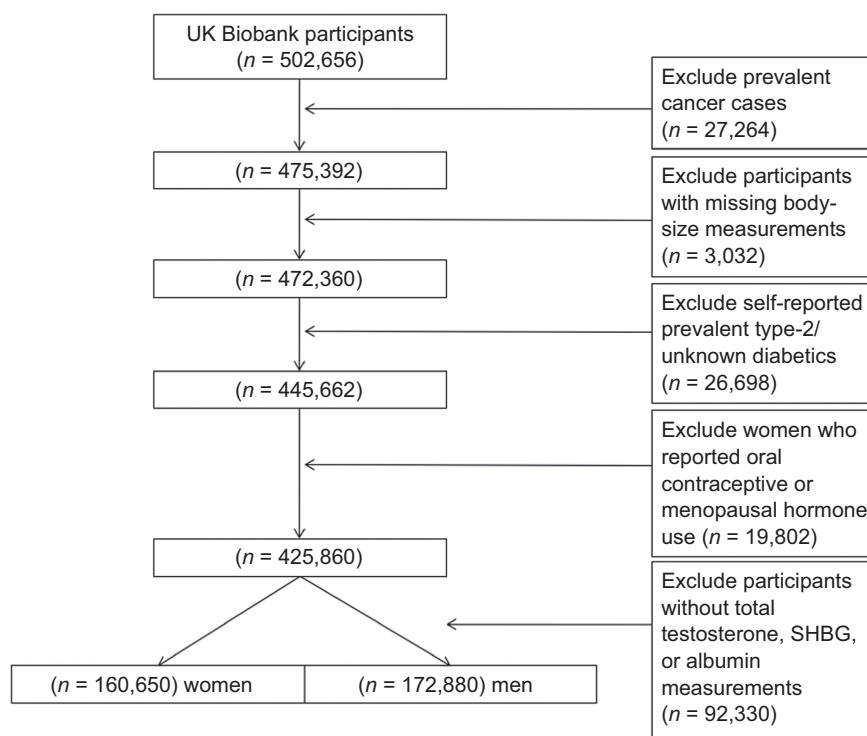 UK Biobank participants
(n = 502,656)
Exclude prevalent
cancer cases
(n = 27,264)
(n = 475,392)
Exclude participants
with missing body-
size measurements
(n = 3,032)
(n = 472,360)
Exclude self-reported
prevalent type-2/
unknown diabetics
(n = 26,698)
(n = 445,662)
Exclude women who
reported oral
contraceptive or
menopausal hormone
use (n = 19,802)
(n = 425,860)
Exclude participants
without total
testosterone, SHBG,
or albumin
measurements
(n = 92,330)
(n = 160,650) women
(n = 172,880) men